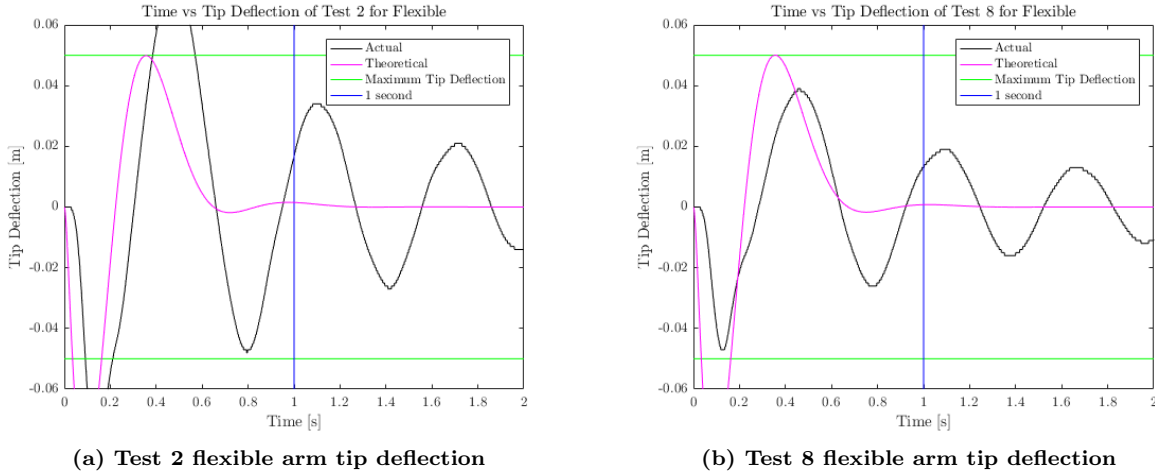 Time vs Tip Deflection of Test 2 for Flexible
0.06
0.04
0.02
0
-0.02
-0.04
-0.06
Tip Deflection [m]
Actual
Theoretical
Maximum Tip Deflection
1 second
0 0.2 0.4 0.6 0.8 1 1.2 1.4 1.6 1.8 2
Time [s]
(a) Test 2 flexible arm tip deflection
Time vs Tip Deflection of Test 8 for Flexible
0.06
0.04
0.02
0
-0.02
-0.04
-0.06
Tip Deflection [m]
Actual
Theoretical
Maximum Tip Deflection
1 second
0 0.2 0.4 0.6 0.8 1 1.2 1.4 1.6 1.8 2
Time [s]
(b) Test 8 flexible arm tip deflection